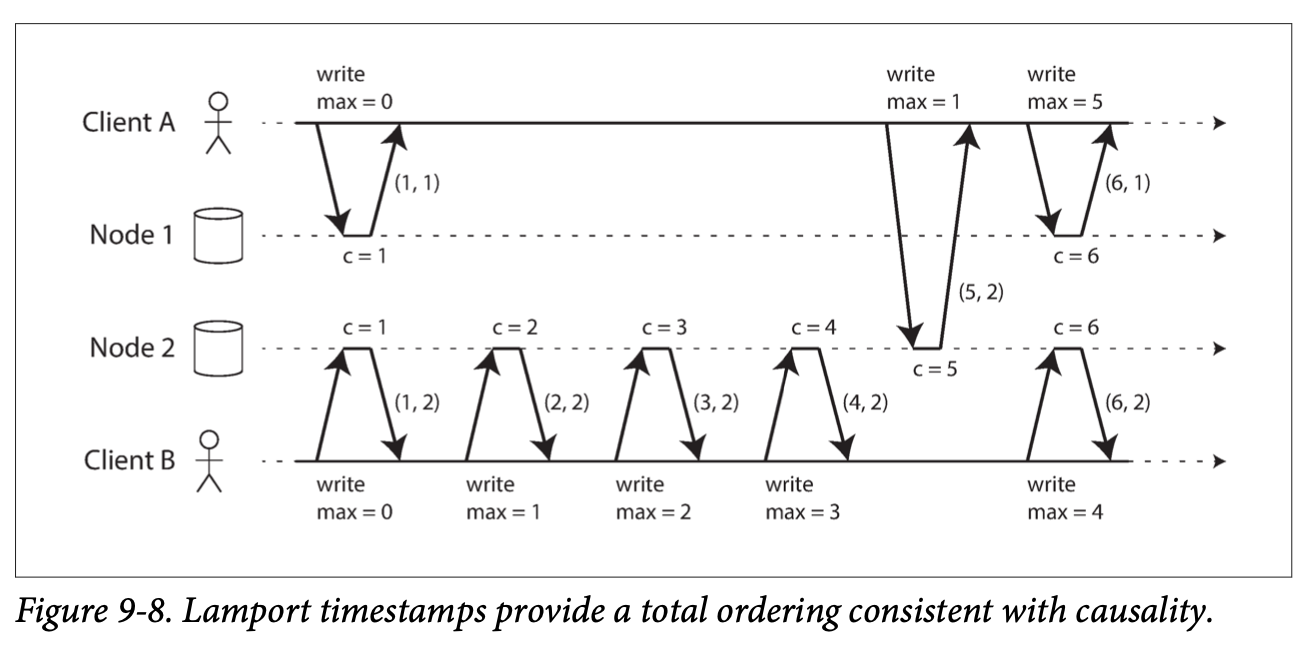 write write write
max = 0 max = 1 max = 5
Client A
(1, 1) (6, 1)
Node 1
c = 1 c = 6
(5, 2)
c = 1 c = 2 c = 3 c = 4 c = 6
Node 2
c = 5
(1, 2) (2, 2) (3, 2) (4, 2) (6, 2)
Client B
write write write write write
max = 0 max = 1 max = 2 max = 3 max = 4
Figure 9-8. Lamport timestamps provide a total ordering consistent with causality.